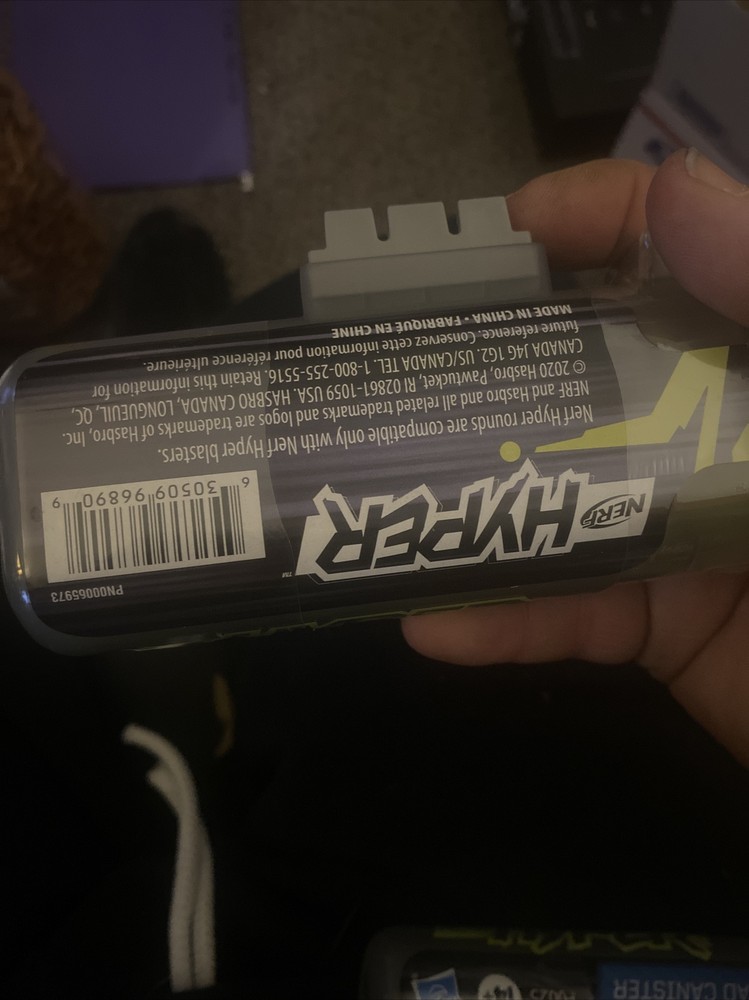 NERF
HYPER™
Nerf Hyper rounds are compatible only with Nerf Hyper blasters.
NERF and Hasbro and all related trademarks and logos are trademarks of Hasbro, Inc.
© 2020 Hasbro, Pawtucket, RI 02861-1059 USA. HASBRO CANADA, LONGUEUIL, QC,
CANADA J4G 1G2. US/CANADA TEL. 1-800-255-5516. Retain this information for
future reference. Conservez cette information pour référence ultérieure.
MADE IN CHINA • FABRIQUÉ EN CHINE
PN00065973
6 30509 96890 9
CANISTER